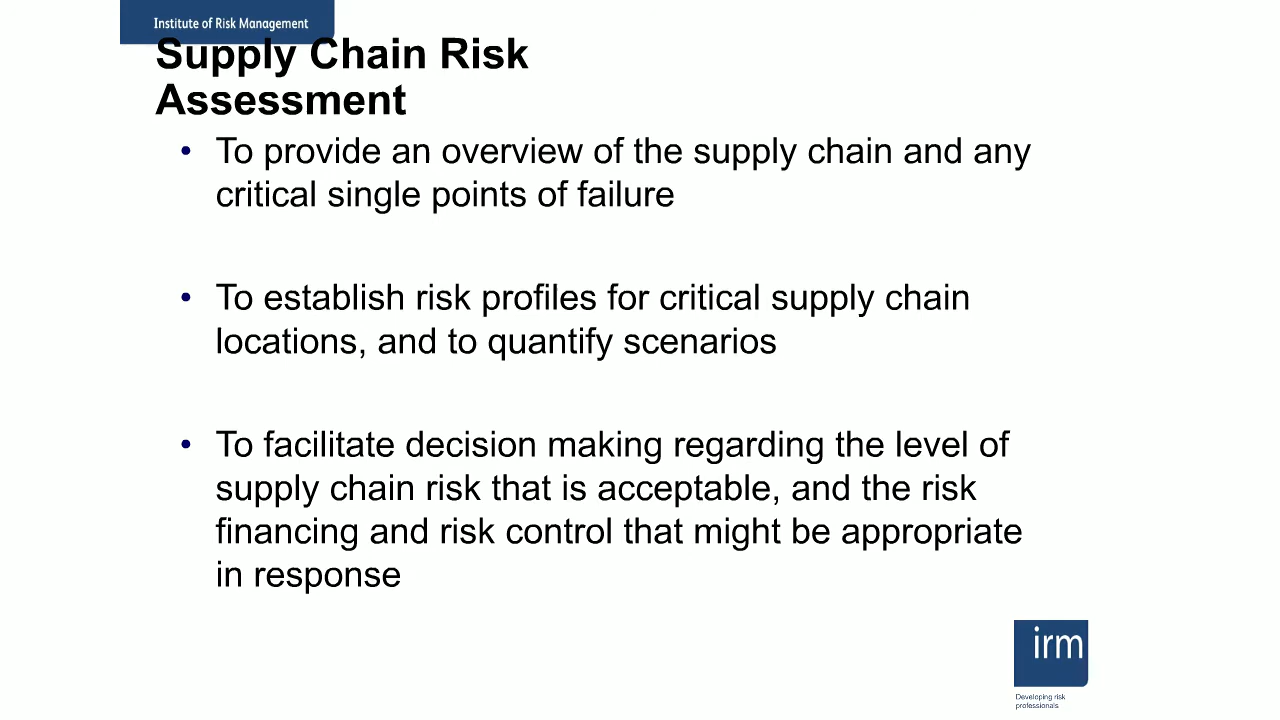 Institute of Risk Management
Supply Chain Risk
Assessment
• To provide an overview of the supply chain and any
critical single points of failure
• To establish risk profiles for critical supply chain
locations, and to quantify scenarios
• To facilitate decision making regarding the level of
supply chain risk that is acceptable, and the risk
financing and risk control that might be appropriate
in response
irm
Developing risk
professionals